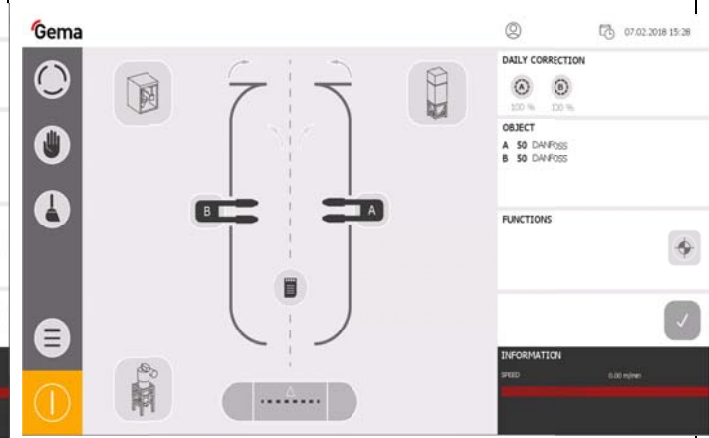 Gema
07.02.2018 15:28
DAILY CORRECTION
A B
100 % 100 %
OBJECT
A 50 DANFOSS
B 50 DANFOSS
B A
FUNCTIONS
INFORMATION
SPEED 0.00 m/min